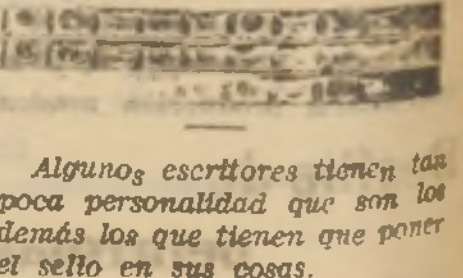 Algunos escritores tienen tan
poca personalidad que son los
demás los que tienen que poner
el sello en sus cosas.